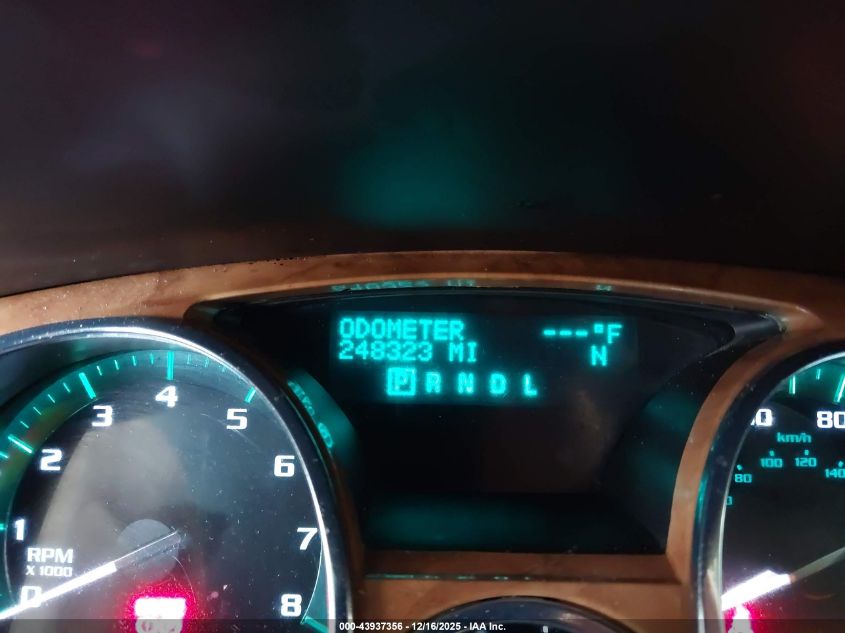 ODOMETER ---°F
248323 MI N
P R N D L
0 1 2 3 4 5 6 7 8
RPM
X 1000
80
km/h
80 100 120 140
000-43937356 - 12/16/2025 - IAA Inc.